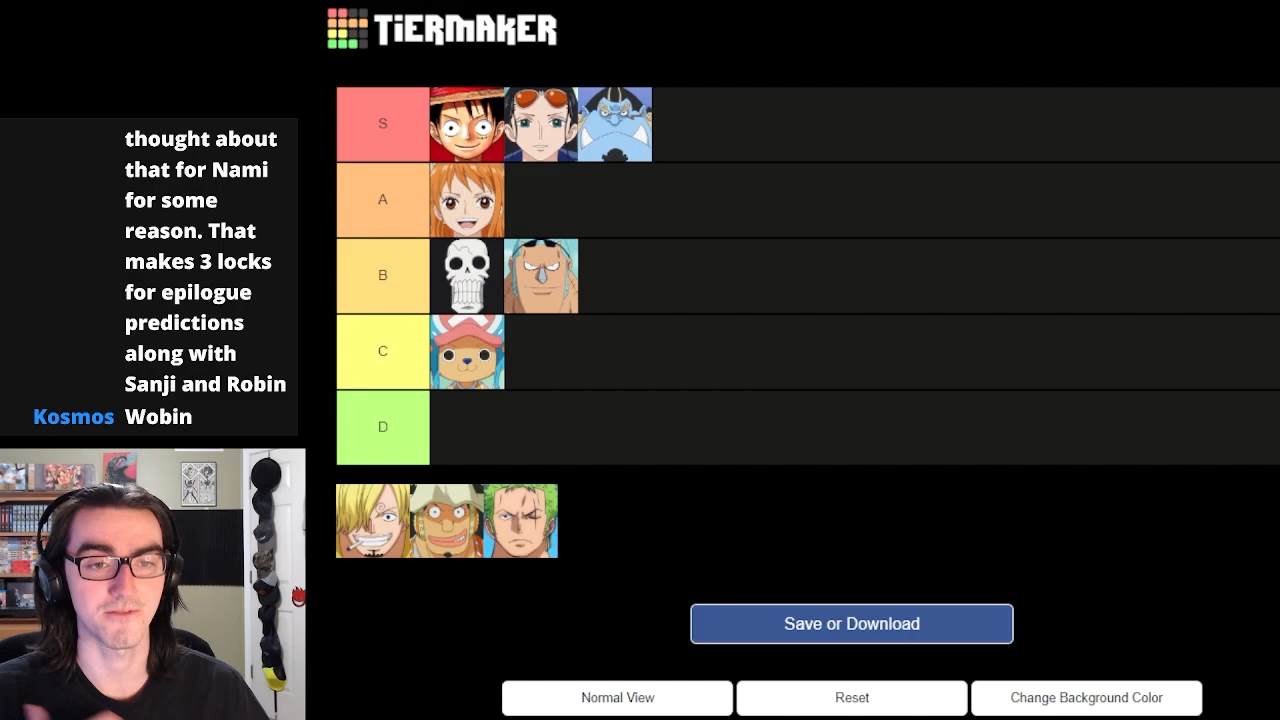 TiERMAKER
thought about
that for Nami
for some
reason. That
makes 3 locks
for epilogue
predictions
along with
Sanji and Robin
Kosmos Wobin
S
A
B
C
D
Save or Download
Normal View
Reset
Change Background Color